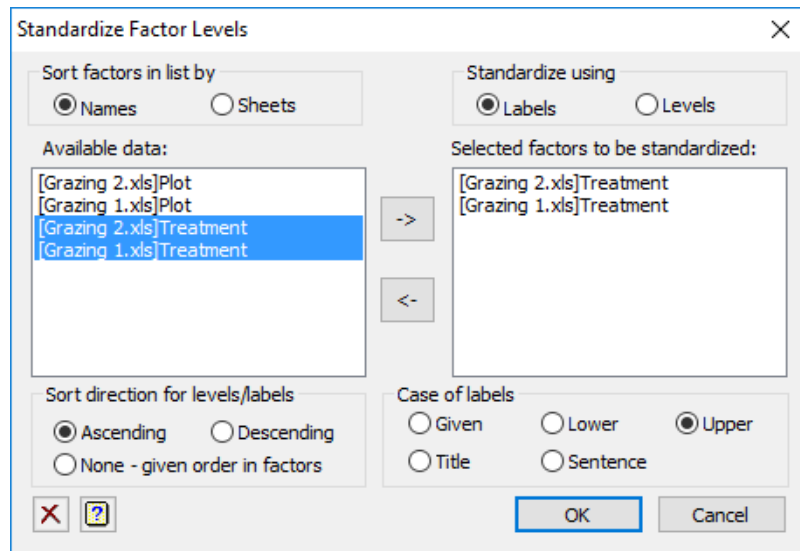 Standardize Factor Levels
Sort factors in list by
Names Sheets
Standardize using
Labels Levels
Available data:
[Grazing 2.xls]Plot
[Grazing 1.xls]Plot
[Grazing 2.xls]Treatment
[Grazing 1.xls]Treatment
->
<-
Selected factors to be standardized:
[Grazing 2.xls]Treatment
[Grazing 1.xls]Treatment
Sort direction for levels/labels
Ascending Descending
None - given order in factors
Case of labels
Given Lower Upper
Title Sentence
?
OK Cancel